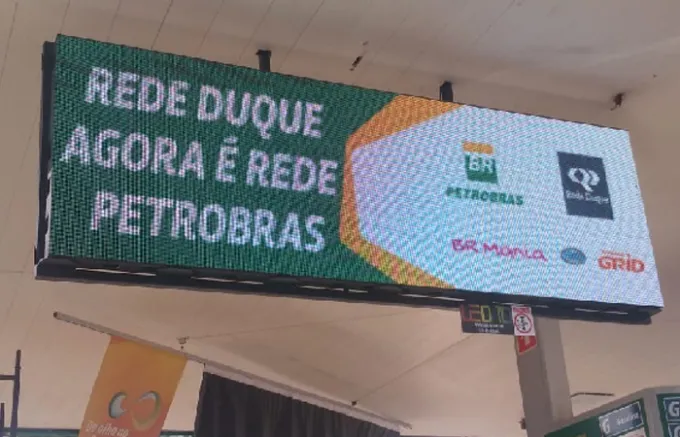 REDE DUQUE
AGORA É REDE
PETROBRAS
BR
PETROBRAS
Rede Duque
BR Mania
GRID